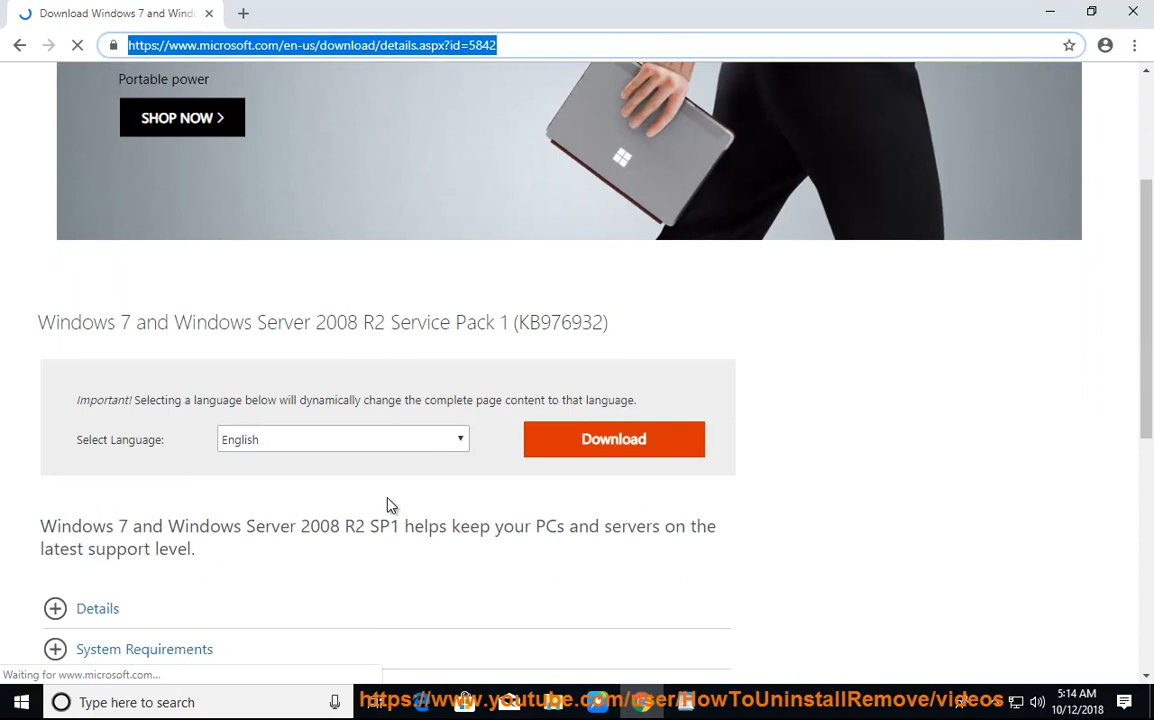 Download Windows 7 and Wind
https://www.microsoft.com/en-us/download/details.aspx?id=5842
Portable power
SHOP NOW >
Windows 7 and Windows Server 2008 R2 Service Pack 1 (KB976932)
Important! Selecting a language below will dynamically change the complete page content to that language.
Select Language:
English
Download
Windows 7 and Windows Server 2008 R2 SP1 helps keep your PCs and servers on the
latest support level.
Details
System Requirements
Waiting for www.microsoft.com...
Type here to search
https://www.youtube.com/user/HowToUninstallRemove/videos
5:14 AM
10/12/2018